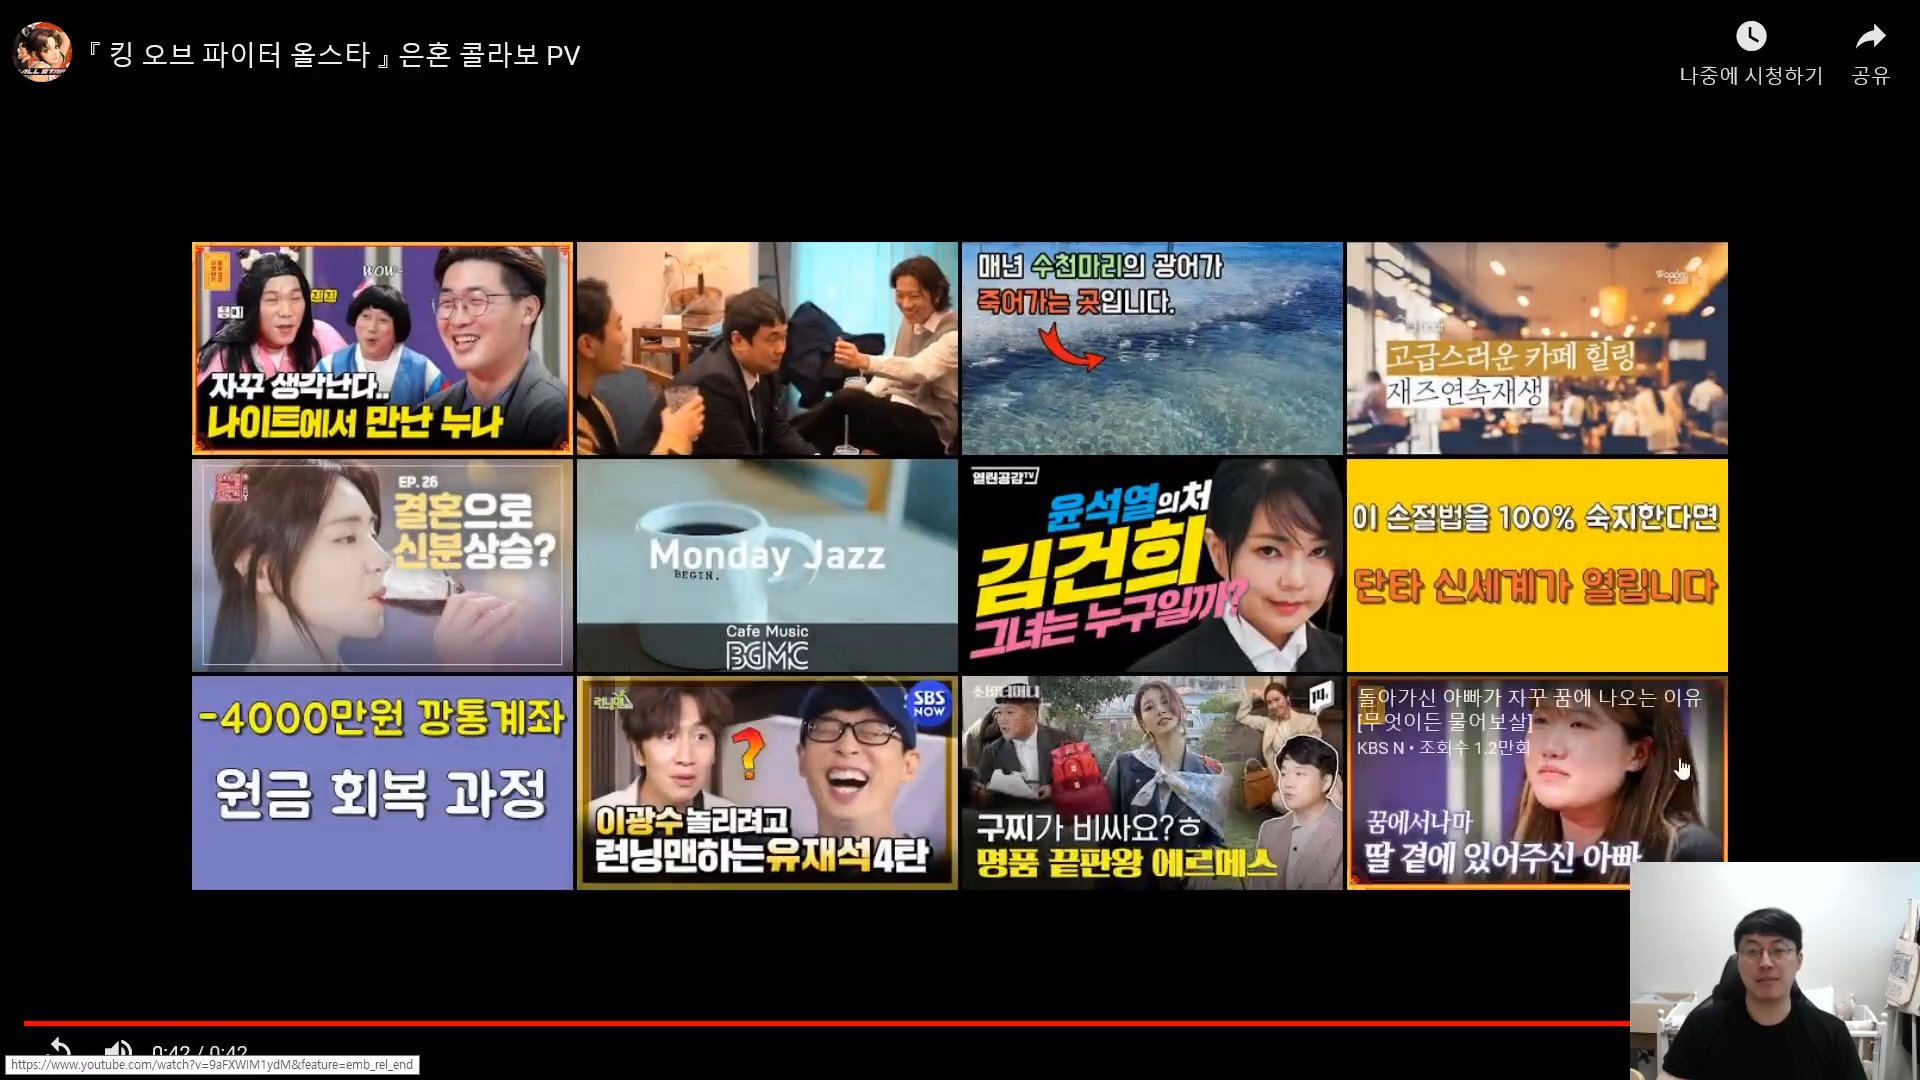 『 킹 오브 파이터 올스타 』 은혼 콜라보 PV
나중에 시청하기
공유
WOW~
자꾸 생각난다..
나이트에서 만난 누나
매년 수천마리의 광어가
죽어가는 곳입니다.
고급스러운 카페 힐링
재즈연속재생
EP. 26
결혼으로
신분상승?
Monday Jazz
BEGIN.
Cafe Music
BGMC
열린공감TV
윤석열의처
김건희
그녀는 누구일까?
이 손절법을 100% 숙지한다면
단타 신세계가 열립니다
-4000만원 깡통계좌
원금 회복 과정
런닝맨
SBS
NOW
?
이광수 놀리려고
런닝맨하는 유재석 4탄
구찌가 비싸요?ㅎ
명품 끝판왕 에르메스
돌아가신 아빠가 자꾸 꿈에 나오는 이유
[무엇이든 물어보살]
KBS N • 조회수 1.2만회
꿈에서나마
딸 곁에 있어주신 아빠
0:42 / 0:42
https://www.youtube.com/watch?v=9aFXWIM1ydM&feature=emb_rel_end